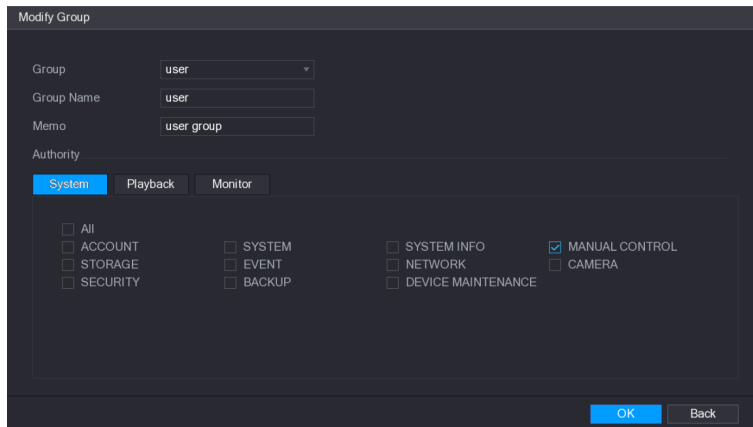 Modify Group
Group user
Group Name user
Memo user group
Authority
System Playback Monitor
All
ACCOUNT SYSTEM SYSTEM INFO MANUAL CONTROL
STORAGE EVENT NETWORK CAMERA
SECURITY BACKUP DEVICE MAINTENANCE
OK Back